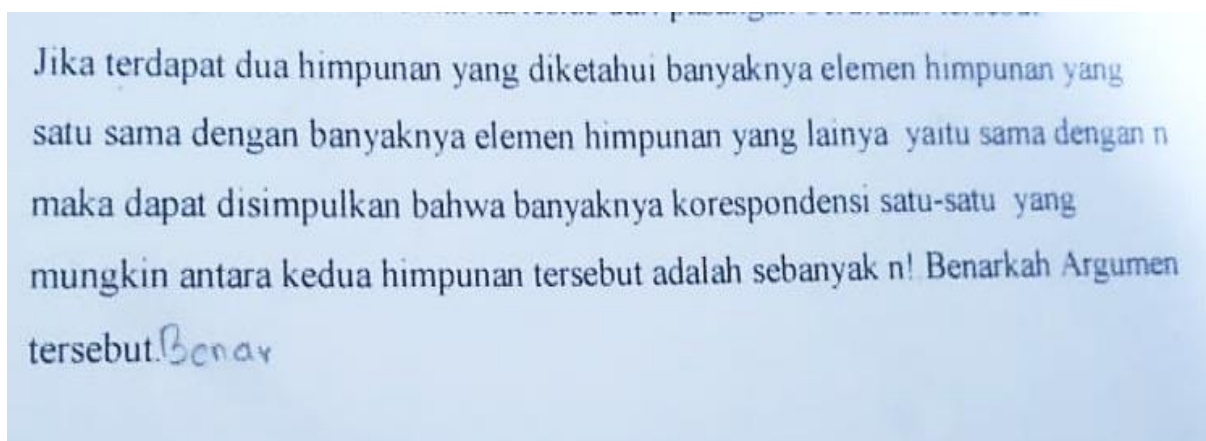 Jika terdapat dua himpunan yang diketahui banyaknya elemen himpunan yang
satu sama dengan banyaknya elemen himpunan yang lainya yaitu sama dengan n
maka dapat disimpulkan bahwa banyaknya korespondensi satu-satu yang
mungkin antara kedua himpunan tersebut adalah sebanyak n! Benarkah Argumen
tersebut. Benar